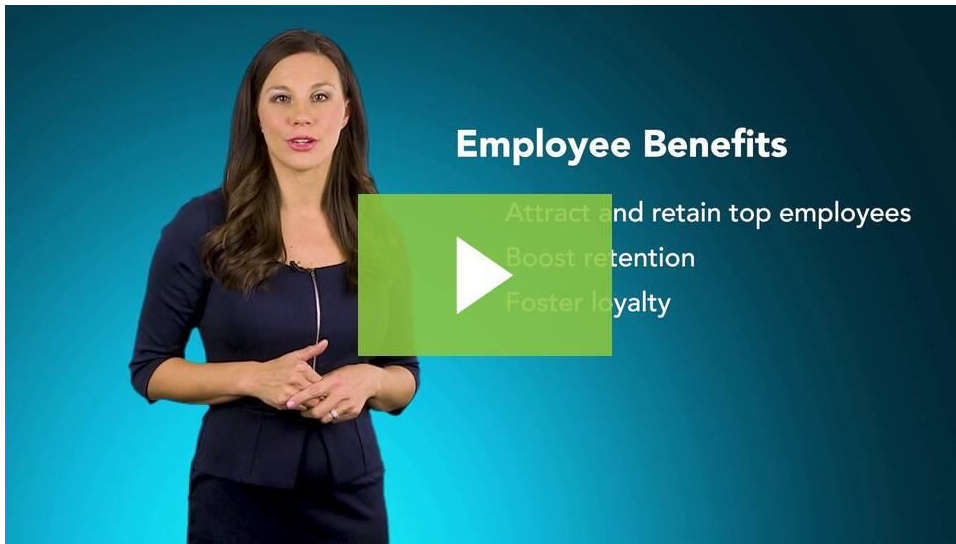 Employee Benefits
Attract and retain top employees
Boost retention
Foster loyalty